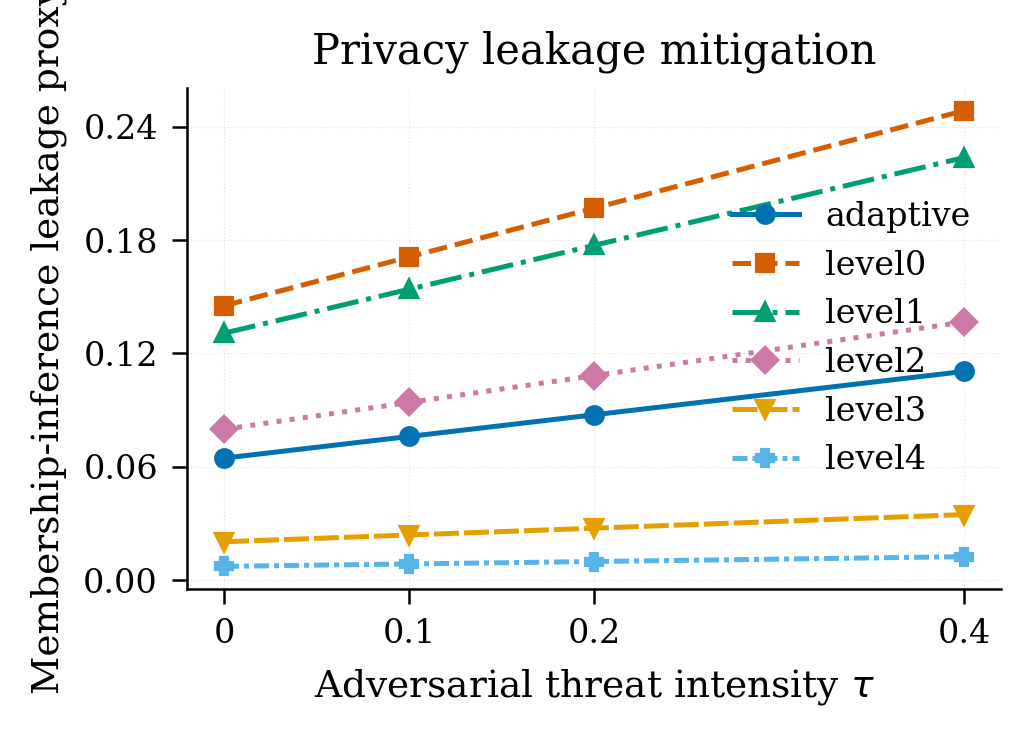 Privacy leakage mitigation
Membership-inference leakage proxy
0.24
0.18
0.12
0.06
0.00
0
0.1
0.2
0.4
Adversarial threat intensity τ
adaptive
level0
level1
level2
level3
level4